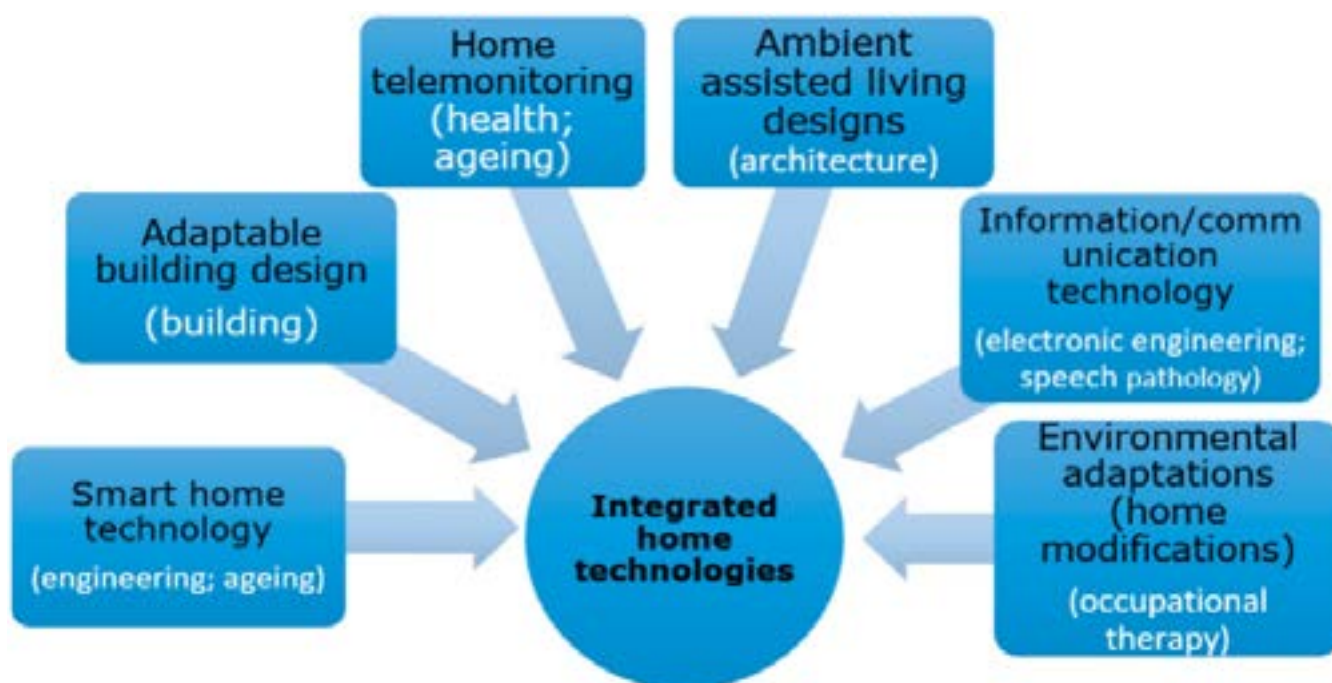 Home
telemonitoring
(health;
ageing)
Ambient
assisted living
designs
(architecture)
Adaptable
building design
(building)
Information/comm
unication
technology
(electronic engineering;
speech pathology)
Smart home
technology
(engineering; ageing)
Integrated
home
technologies
Environmental
adaptations
(home
modifications)
(occupational
therapy)